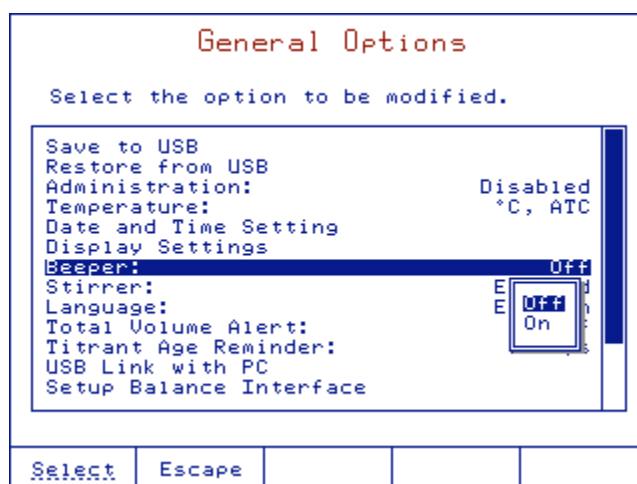 General Options
Select the option to be modified.
Save to USB
Restore from USB
Administration: Disabled
Temperature: °C, ATC
Date and Time Setting
Display Settings
Beeper: Off
Stirrer:
Language:
Off
On
Total Volume Alert:
Titrant Age Reminder:
USB Link with PC
Setup Balance Interface
Select Escape